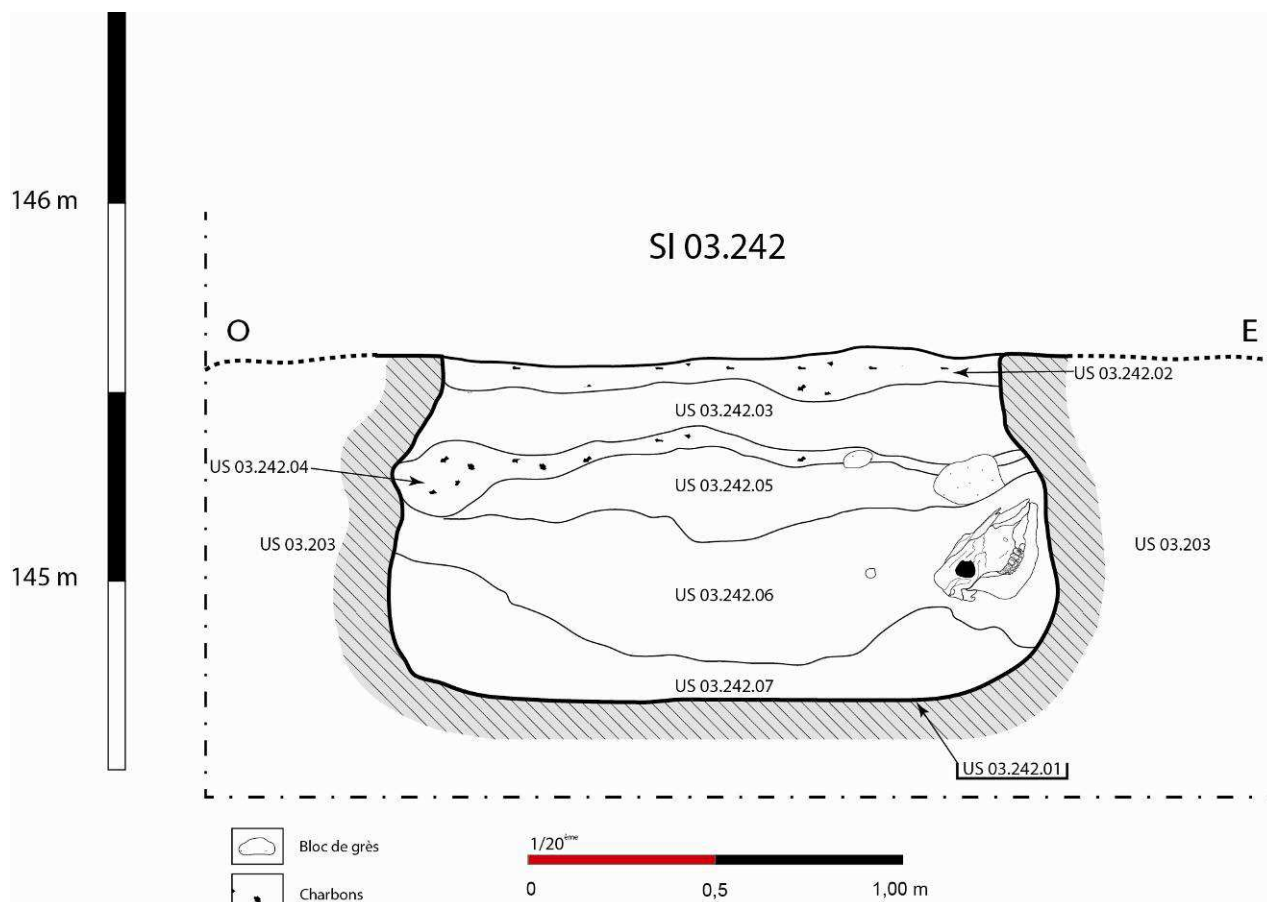 146 m
SI 03.242
O
E
US 03.242.02
US 03.242.03
US 03.242.04
US 03.242.05
US 03.203
US 03.203
145 m
US 03.242.06
US 03.242.07
US 03.242.01
Bloc de grès
1/20ème
Charbons
0 0,5 1,00 m